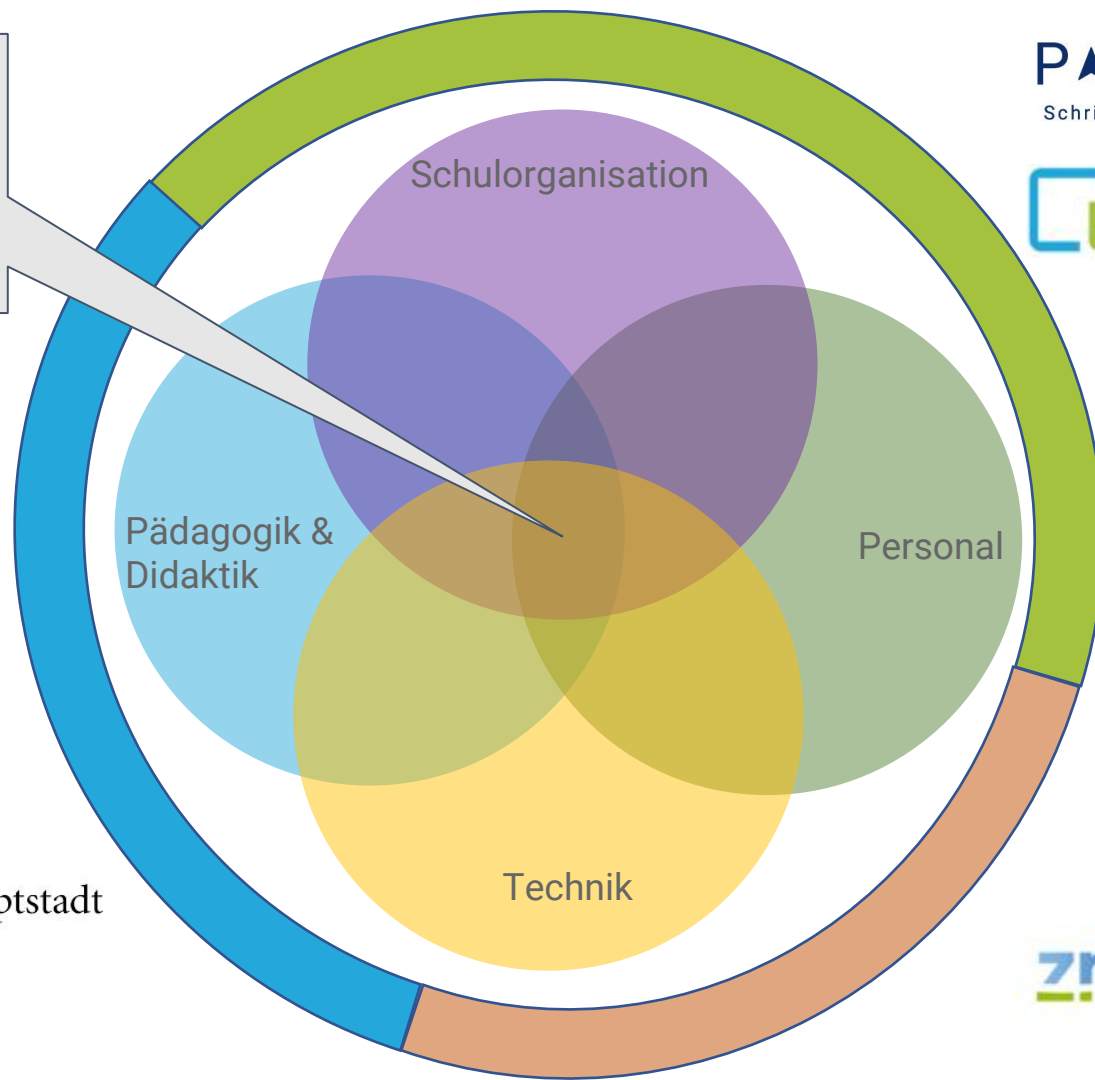 Schulorganisation
Pädagogik &
Didaktik
Personal
Technik